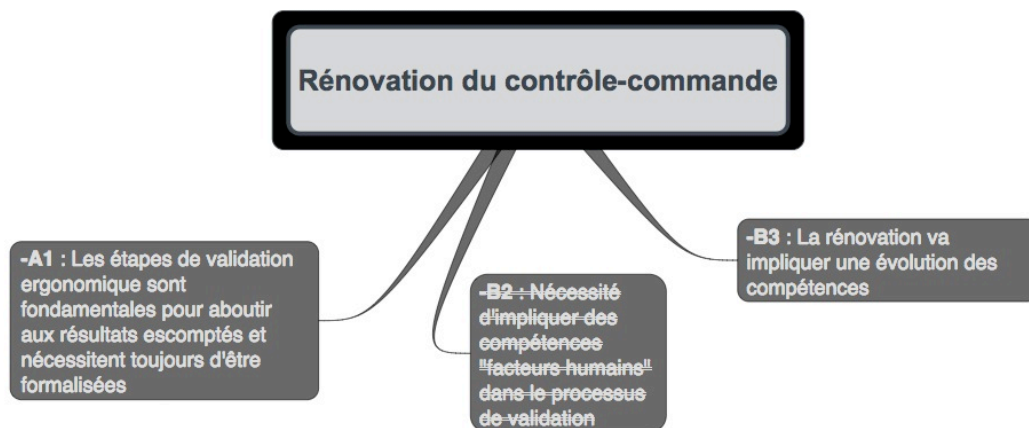 Rénovation du contrôle-commande
-A1 : Les étapes de validation
ergonomique sont
fondamentales pour aboutir
aux résultats escomptés et
nécessitent toujours d'être
formalisées
-B2 : Nécessité
d'impliquer des
compétences
"facteurs humains"
dans le processus
de validation
-B3 : La rénovation va
impliquer une évolution des
compétences